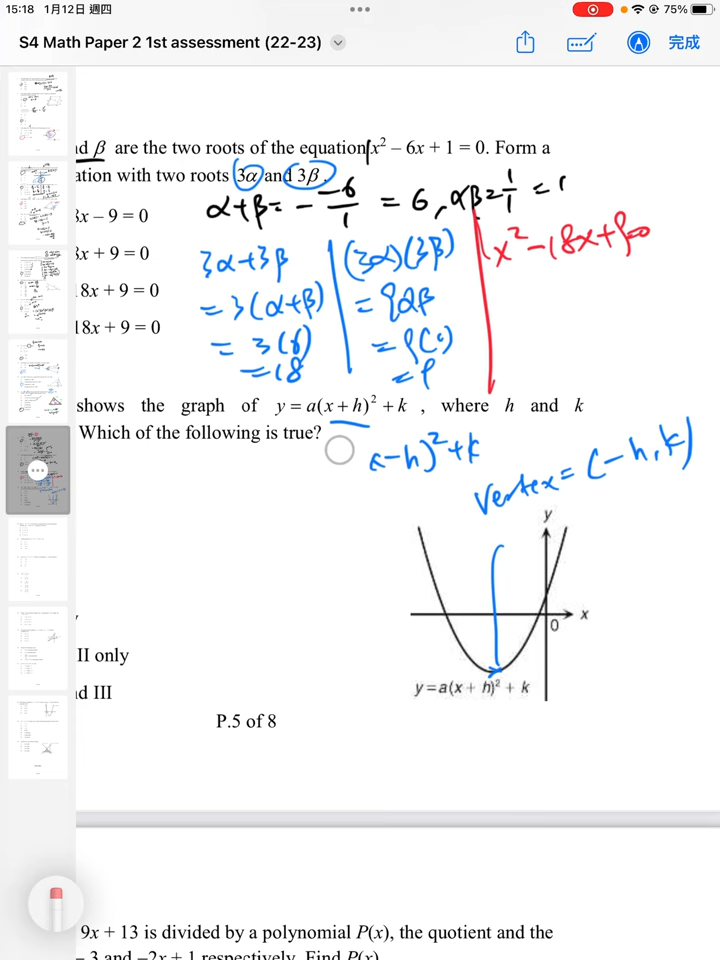 15:18 1月12日 週四
75%
S4 Math Paper 2 1st assessment (22-23)
完成
d β are the two roots of the equation x² – 6x + 1 = 0. Form a
ation with two roots 3α and 3β.
α+β = - -6/1 = 6, αβ = 1/1 = 1
x – 9 = 0
x + 9 = 0
8x + 9 = 0
18x + 9 = 0
3α+3β
= 3(α+β)
= 3(6)
= 18
(3α)(3β)
= 9αβ
= 9(1)
= 9
x²-18x+9=0
shows the graph of y = a(x + h)² + k , where h and k
Which of the following is true?
-h)²+k
Vertex = (-h, k)
y
x
0
y = a(x + h)² + k
II only
d III
P.5 of 8
9x + 13 is divided by a polynomial P(x), the quotient and the
– 3 and –2x + 1 respectively. Find P(x).